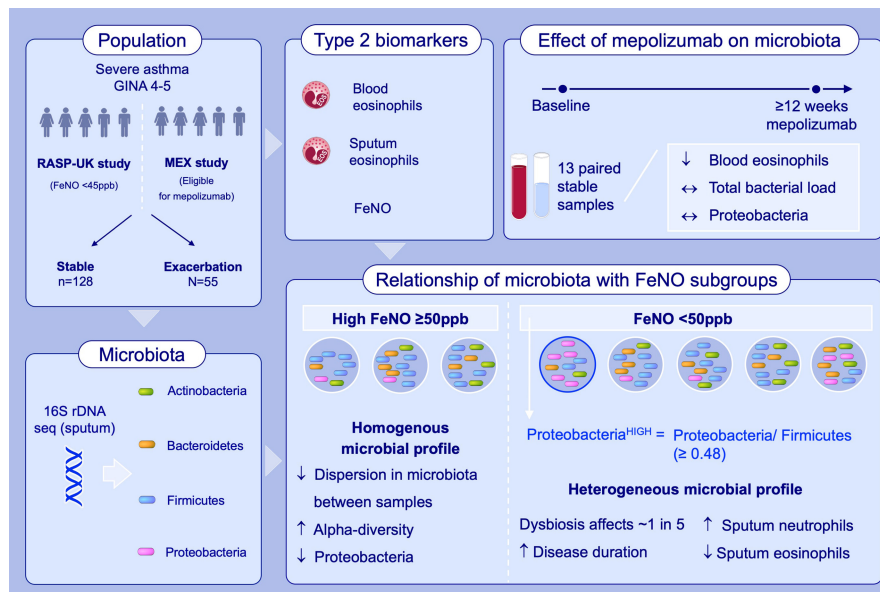 Population
Severe asthma
GINA 4-5
RASP-UK study
(FeNO <45ppb)
MEX study
(Eligible
for mepolizumab)
Stable
n=128
Exacerbation
N=55
Type 2 biomarkers
Blood
eosinophils
Sputum
eosinophils
FeNO
Effect of mepolizumab on microbiota
Baseline
≥12 weeks
mepolizumab
13 paired
stable
samples
↓ Blood eosinophils
↔ Total bacterial load
↔ Proteobacteria
Microbiota
16S rDNA
seq (sputum)
Actinobacteria
Bacteroidetes
Firmicutes
Proteobacteria
Relationship of microbiota with FeNO subgroups
High FeNO ≥50ppb
Homogenous
microbial profile
↓ Dispersion in microbiota
between samples
↑ Alpha-diversity
↓ Proteobacteria
FeNO <50ppb
Proteobacteria^HIGH = Proteobacteria/ Firmicutes
(≥ 0.48)
Heterogeneous microbial profile
Dysbiosis affects ~1 in 5
↑ Disease duration
↑ Sputum neutrophils
↓ Sputum eosinophils